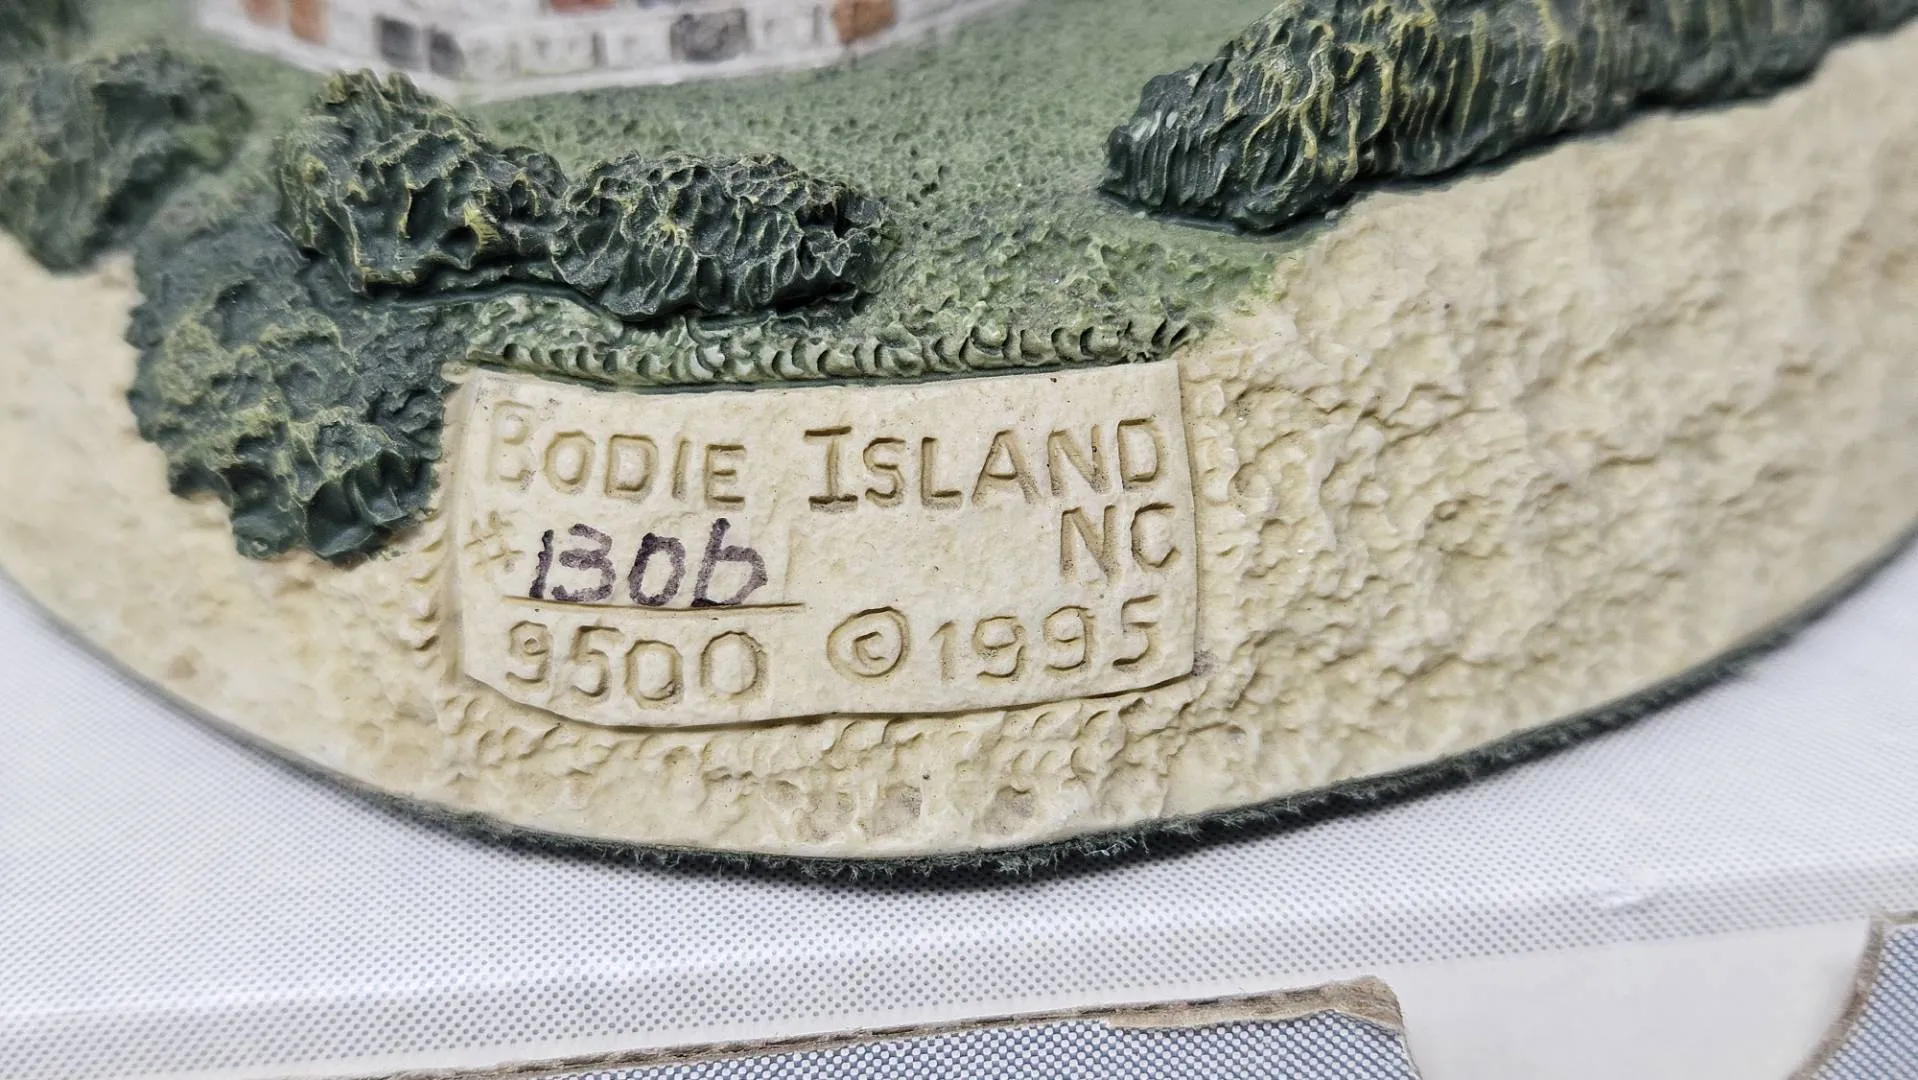 BODIE ISLAND
NC
# 1306
9500 © 1995